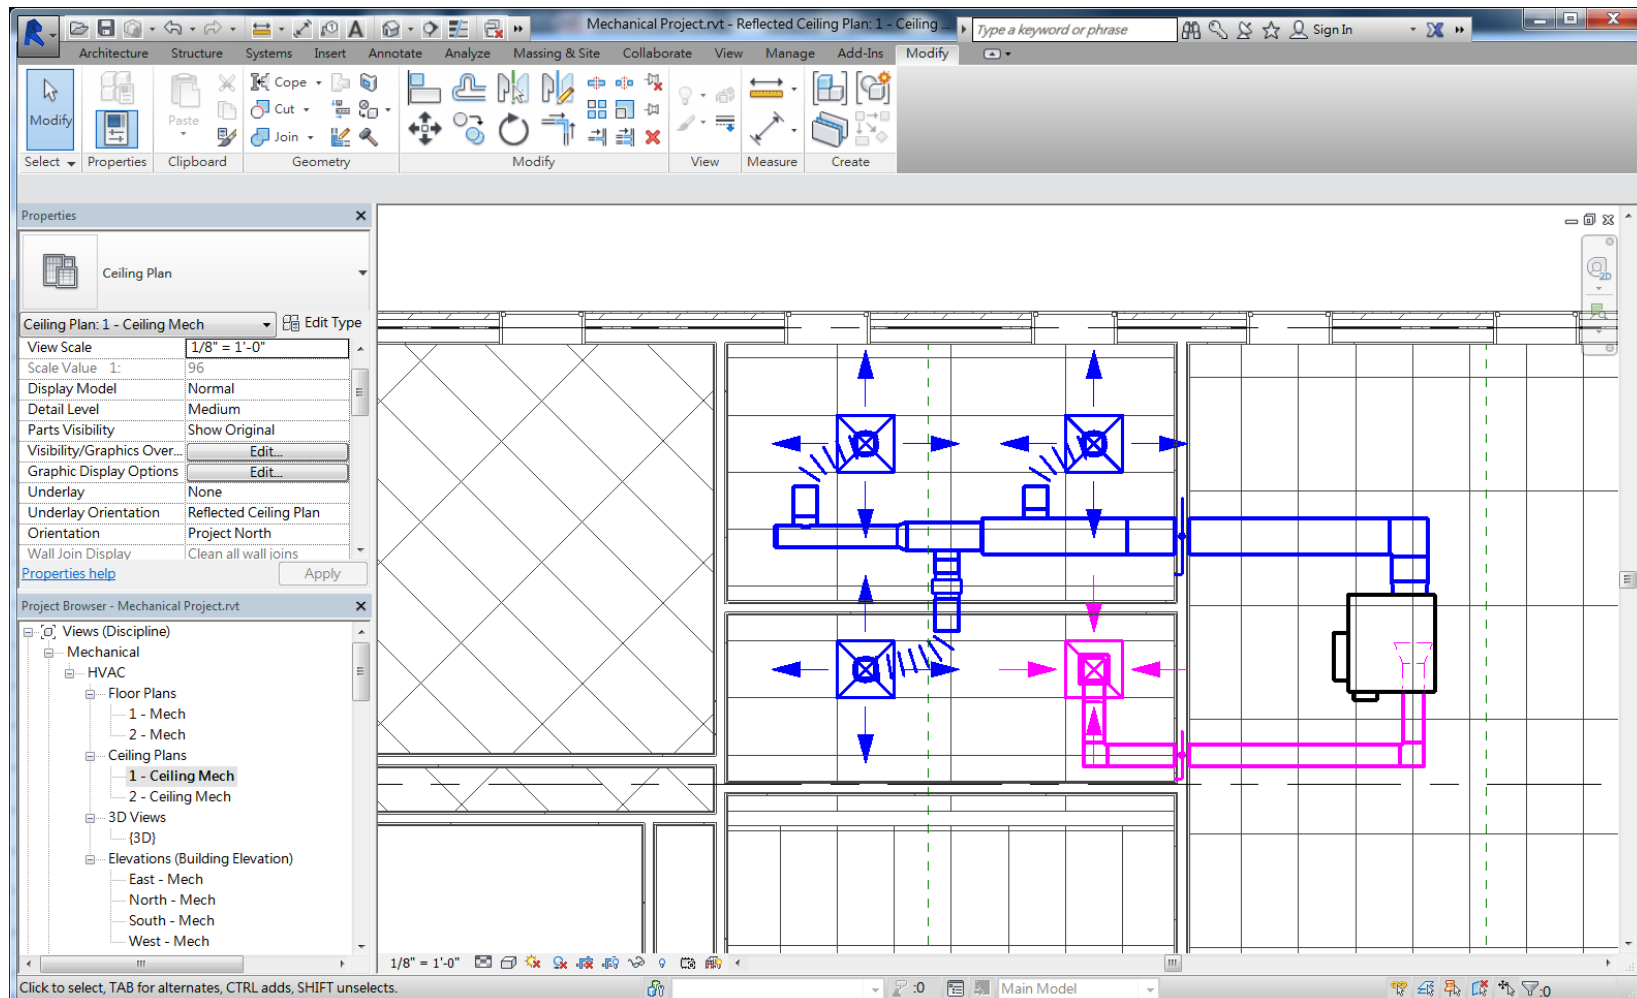 Mechanical Project.rvt - Reflected Ceiling Plan: 1 - Ceiling ...
Type a keyword or phrase
Sign In
Architecture Structure Systems Insert Annotate Analyze Massing & Site Collaborate View Manage Add-Ins Modify
Modify
Paste
Cope
Cut
Join
Select Properties Clipboard Geometry Modify View Measure Create
Properties
Ceiling Plan
2D
Ceiling Plan: 1 - Ceiling Mech Edit Type
View Scale 1/8" = 1'-0"
Scale Value 1: 96
Display Model Normal
Detail Level Medium
Parts Visibility Show Original
Visibility/Graphics Over... Edit...
Graphic Display Options Edit...
Underlay None
Underlay Orientation Reflected Ceiling Plan
Orientation Project North
Wall Join Display Clean all wall joins
Properties help Apply
Project Browser - Mechanical Project.rvt
Views (Discipline)
Mechanical
HVAC
Floor Plans
1 - Mech
2 - Mech
Ceiling Plans
1 - Ceiling Mech
2 - Ceiling Mech
3D Views
{3D}
Elevations (Building Elevation)
East - Mech
North - Mech
South - Mech
West - Mech
1/8" = 1'-0"
Click to select, TAB for alternates, CTRL adds, SHIFT unselects.
:0
Main Model
:0